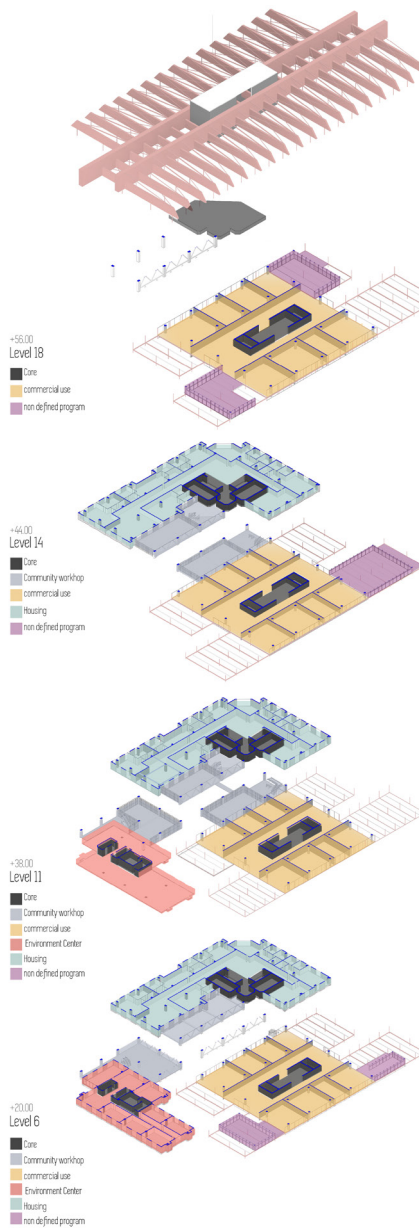 +56.00
Level 18
Core
commercial use
non defined program
+44.00
Level 14
Core
Community workhop
commercial use
Housing
non defined program
+38.00
Level 11
Core
Community workhop
commercial use
Environment Center
Housing
non defined program
+20.00
Level 6
Core
Community workhop
commercial use
Environment Center
Housing
non defined program